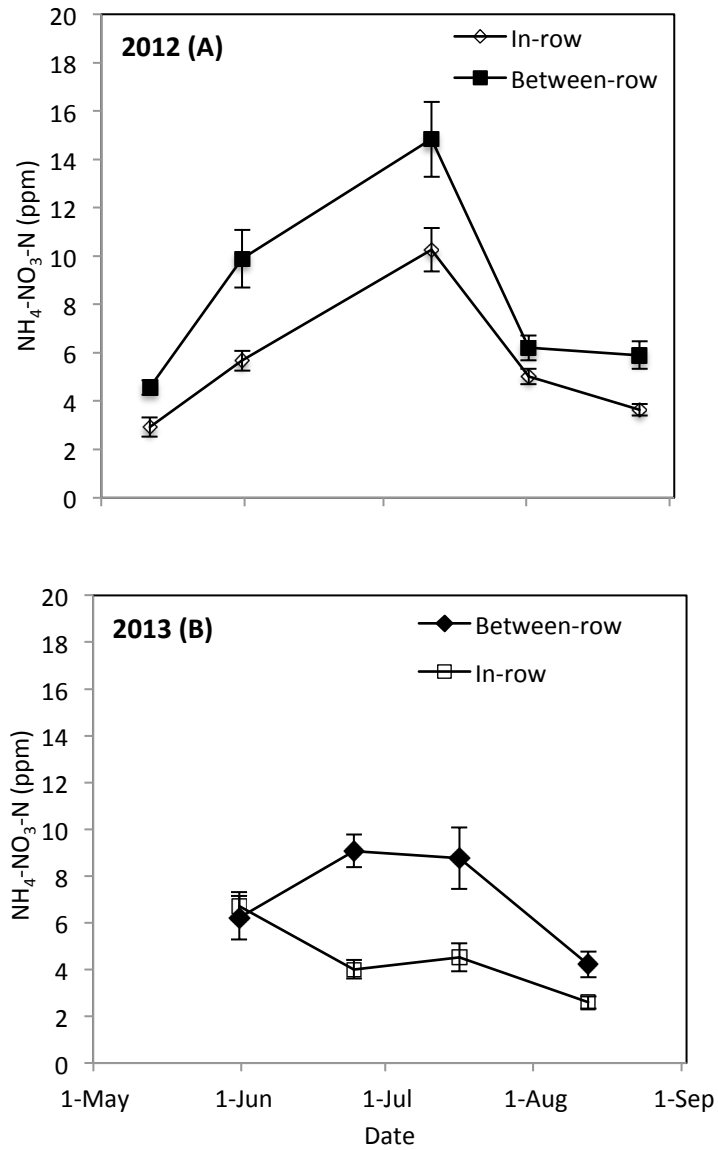 2012 (A)
In-row
Between-row
NH₄-NO₃-N (ppm)
20
18
16
14
12
10
8
6
4
2
0
2013 (B)
Between-row
In-row
NH₄-NO₃-N (ppm)
20
18
16
14
12
10
8
6
4
2
0
1-May 1-Jun 1-Jul 1-Aug 1-Sep
Date